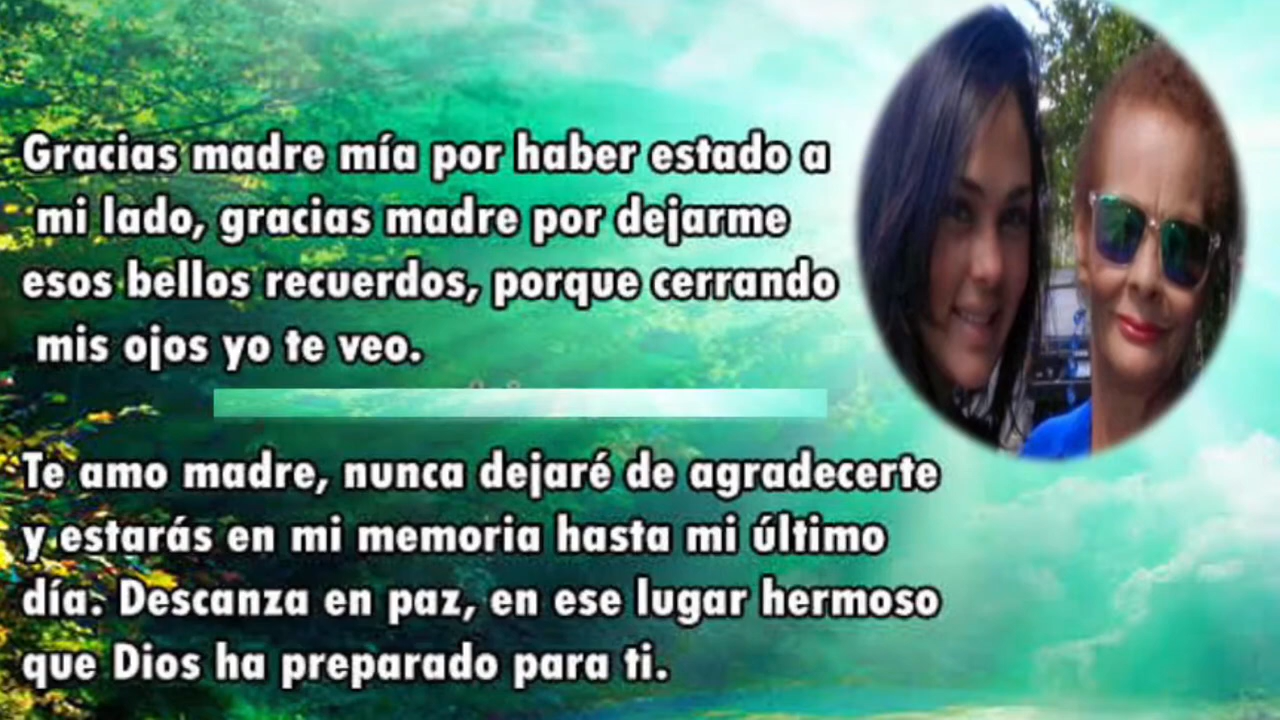 Gracias madre mía por haber estado a
mi lado, gracias madre por dejarme
esos bellos recuerdos, porque cerrando
mis ojos yo te veo.
Te amo madre, nunca dejaré de agradecerte
y estarás en mi memoria hasta mi último
día. Descanza en paz, en ese lugar hermoso
que Dios ha preparado para ti.